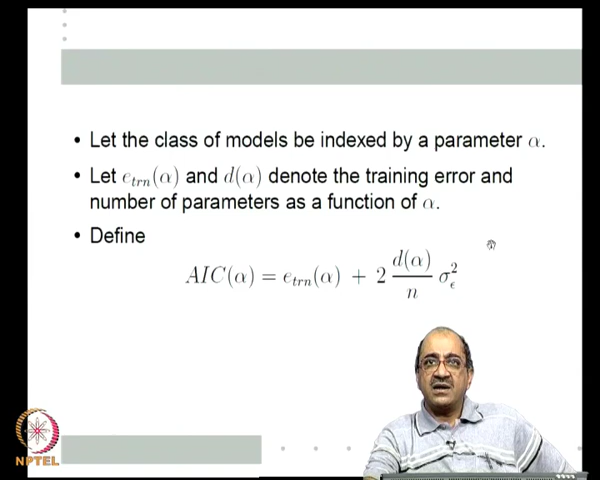 • Let the class of models be indexed by a parameter α.
• Let e_trn(α) and d(α) denote the training error and
number of parameters as a function of α.
• Define
AIC(α) = e_trn(α) + 2 d(α)/n σ_ϵ^2
NPTEL